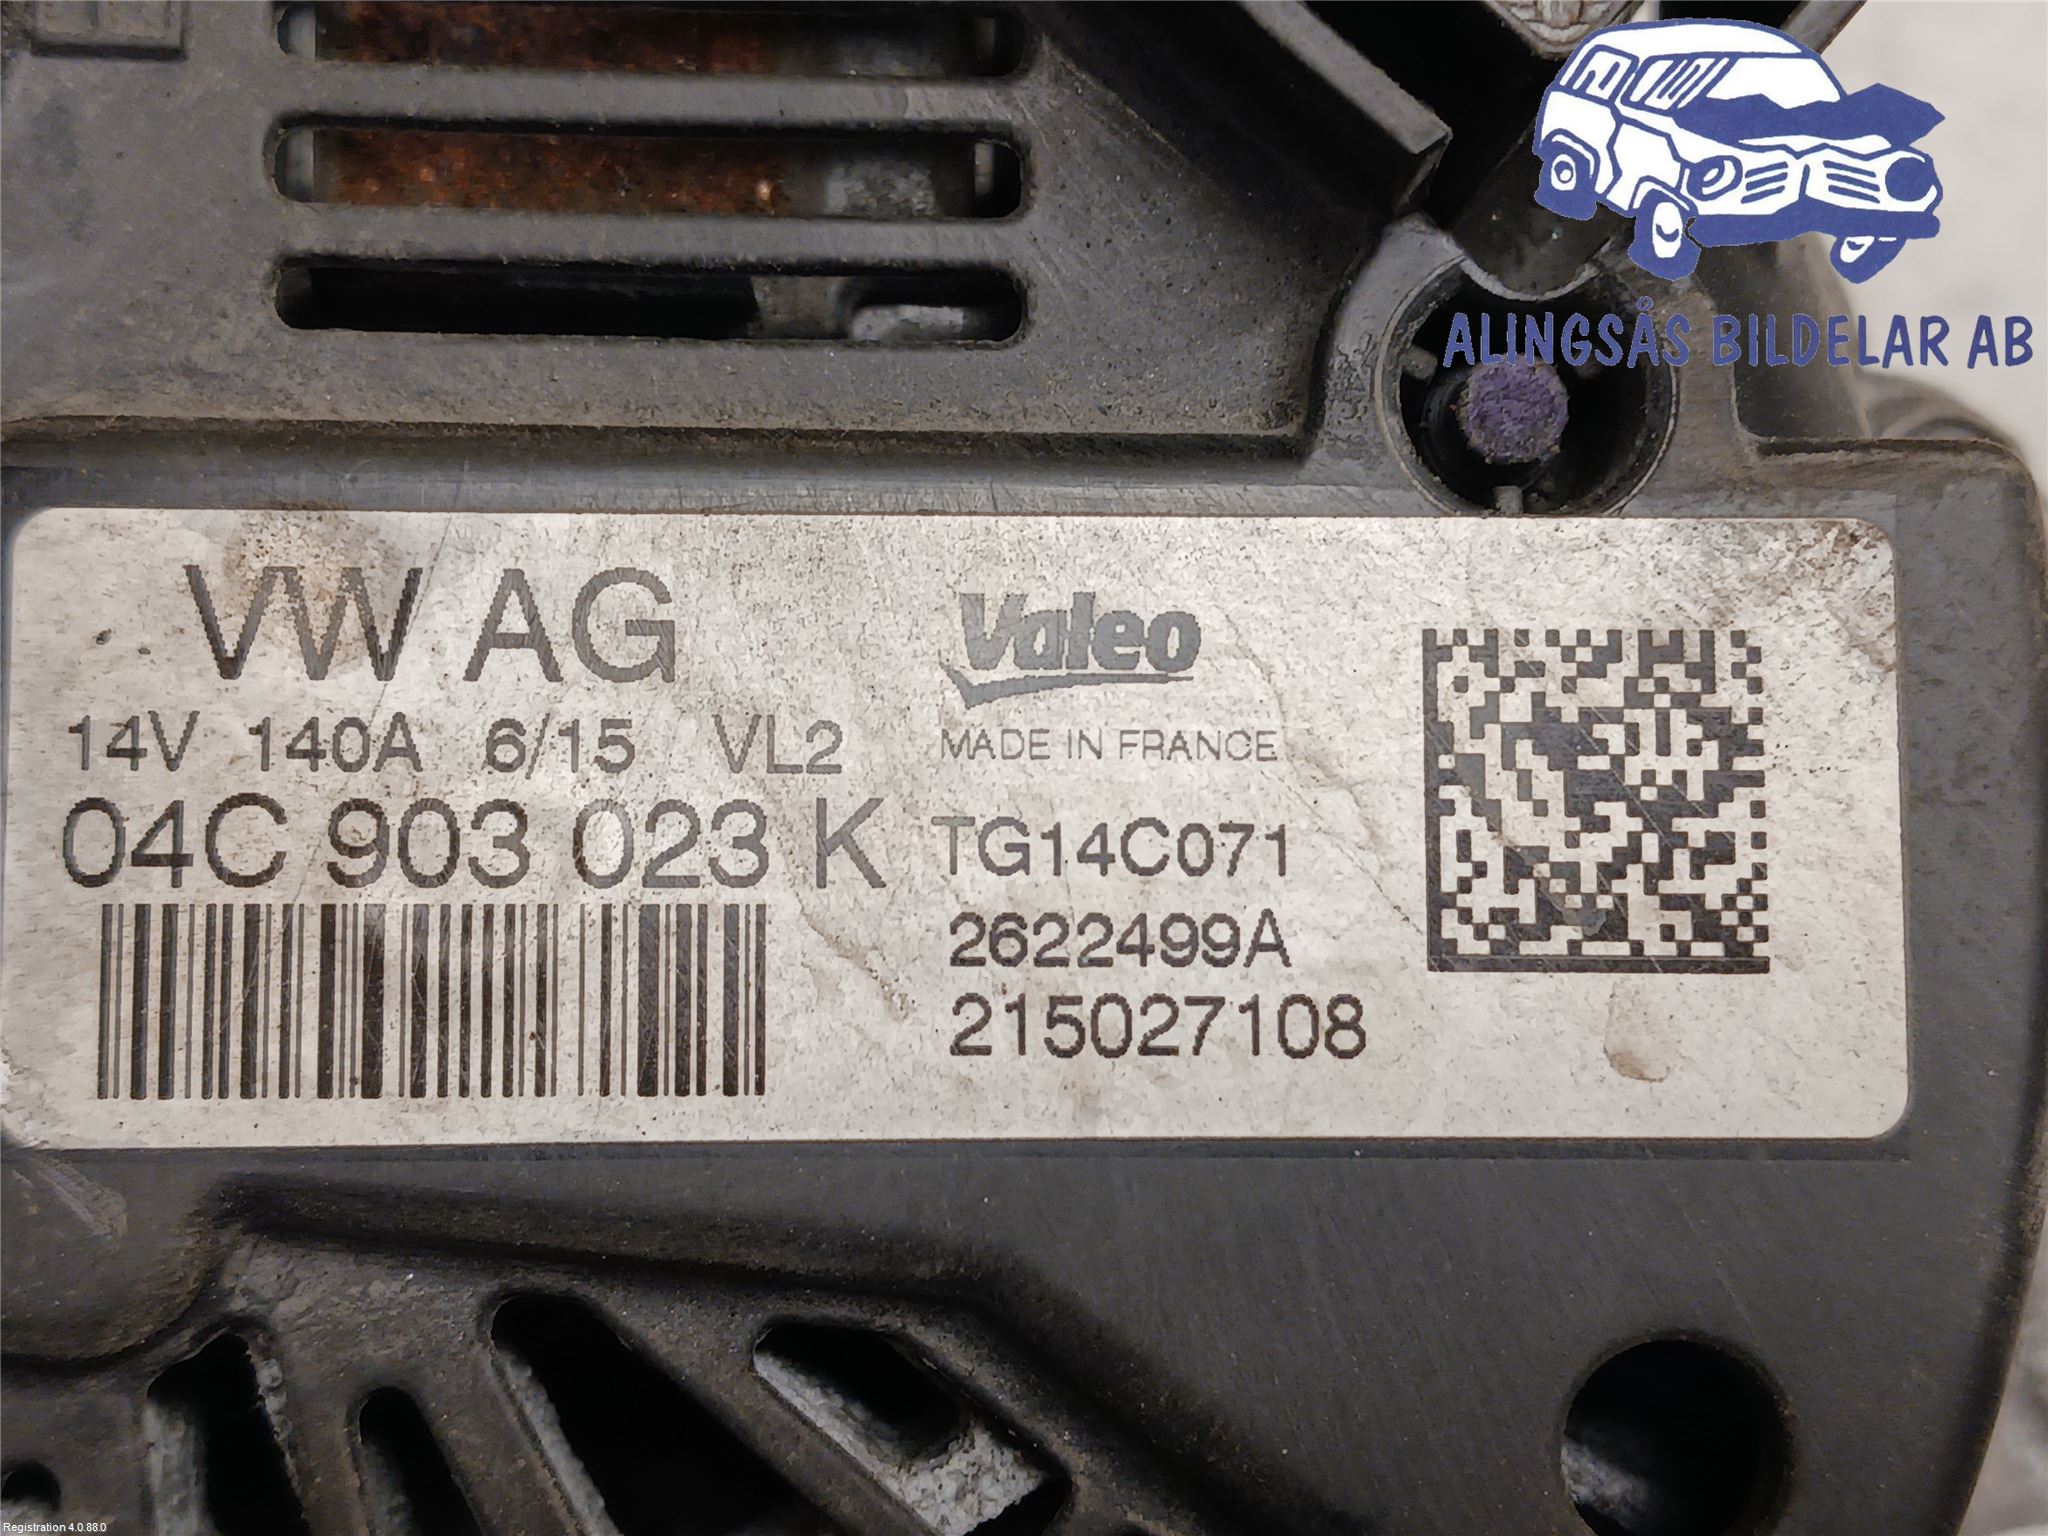 ALINGSÅS BILDELAR AB
VW AG
14V 140A 6/15 VL2
04C 903 023 K
Valeo
MADE IN FRANCE
TG14C071
2622499A
215027108
Registration 4.0.88.0